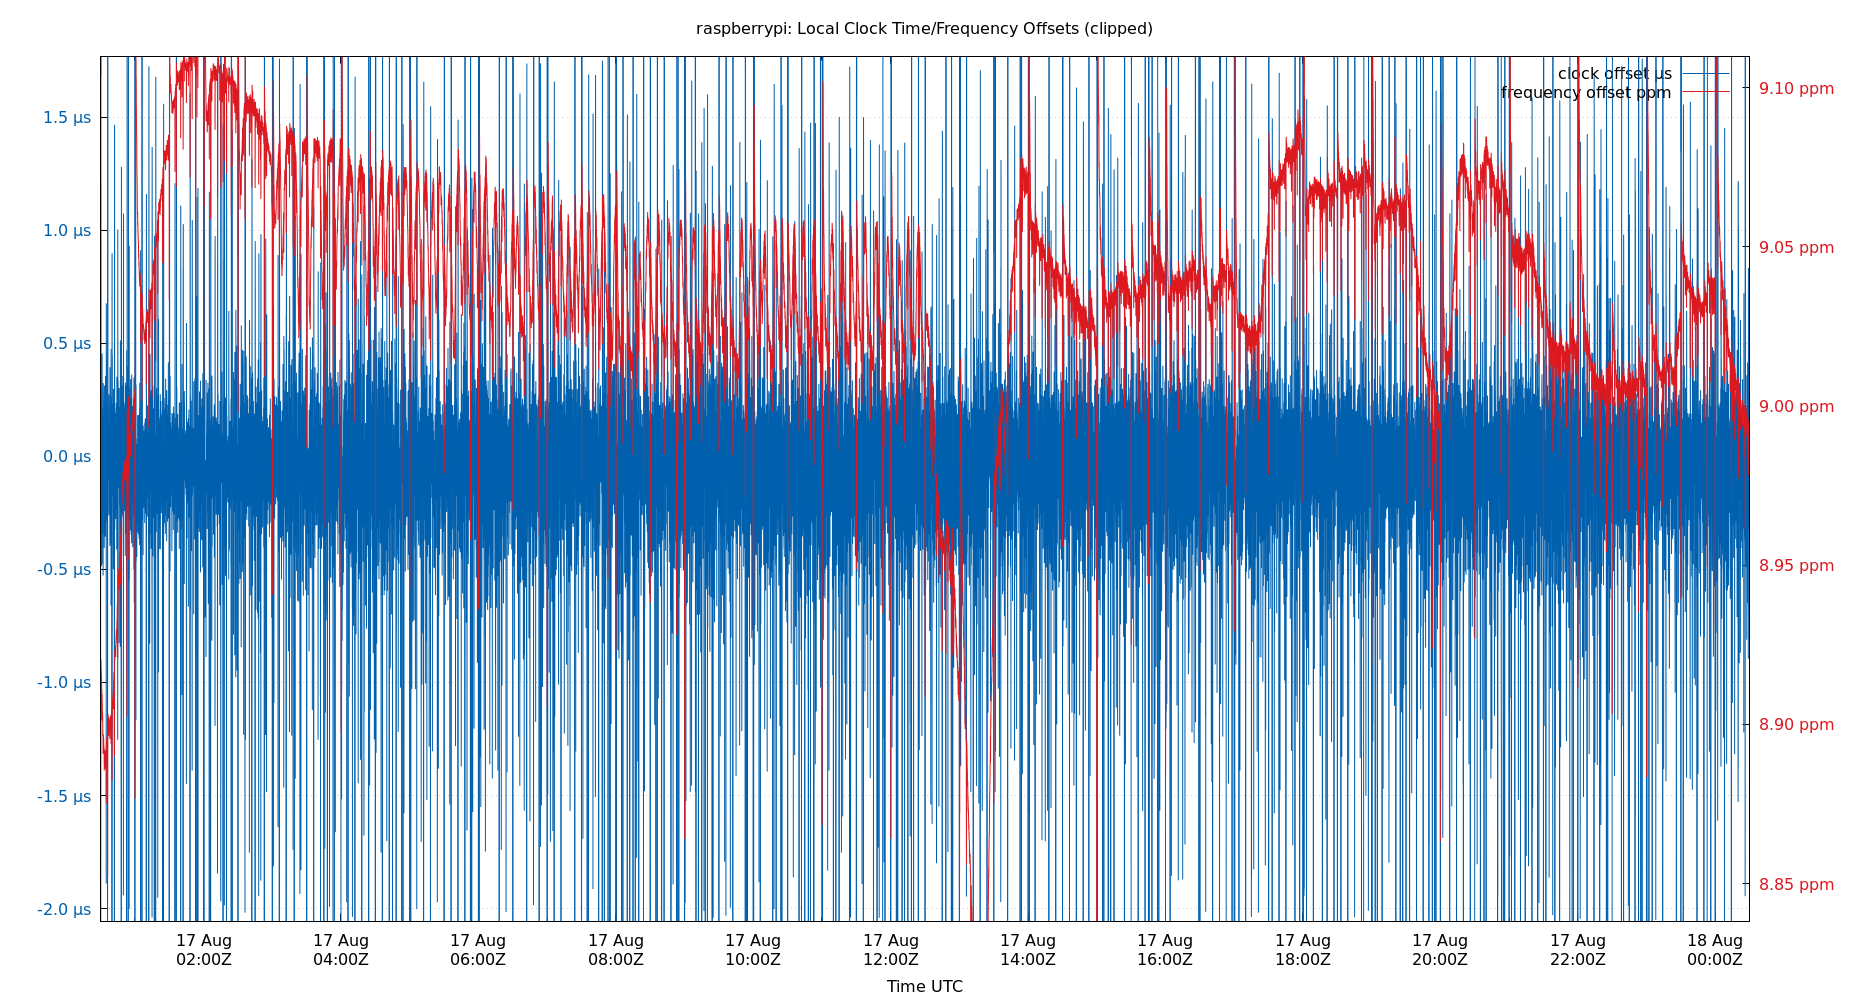 raspberrypi: Local Clock Time/Frequency Offsets (clipped)
clock offset µs
frequency offset ppm
1.5 µs
1.0 µs
0.5 µs
0.0 µs
-0.5 µs
-1.0 µs
-1.5 µs
-2.0 µs
9.10 ppm
9.05 ppm
9.00 ppm
8.95 ppm
8.90 ppm
8.85 ppm
17 Aug 17 Aug 17 Aug 17 Aug 17 Aug 17 Aug 17 Aug 17 Aug 17 Aug 17 Aug 17 Aug 18 Aug
02:00Z 04:00Z 06:00Z 08:00Z 10:00Z 12:00Z 14:00Z 16:00Z 18:00Z 20:00Z 22:00Z 00:00Z
Time UTC